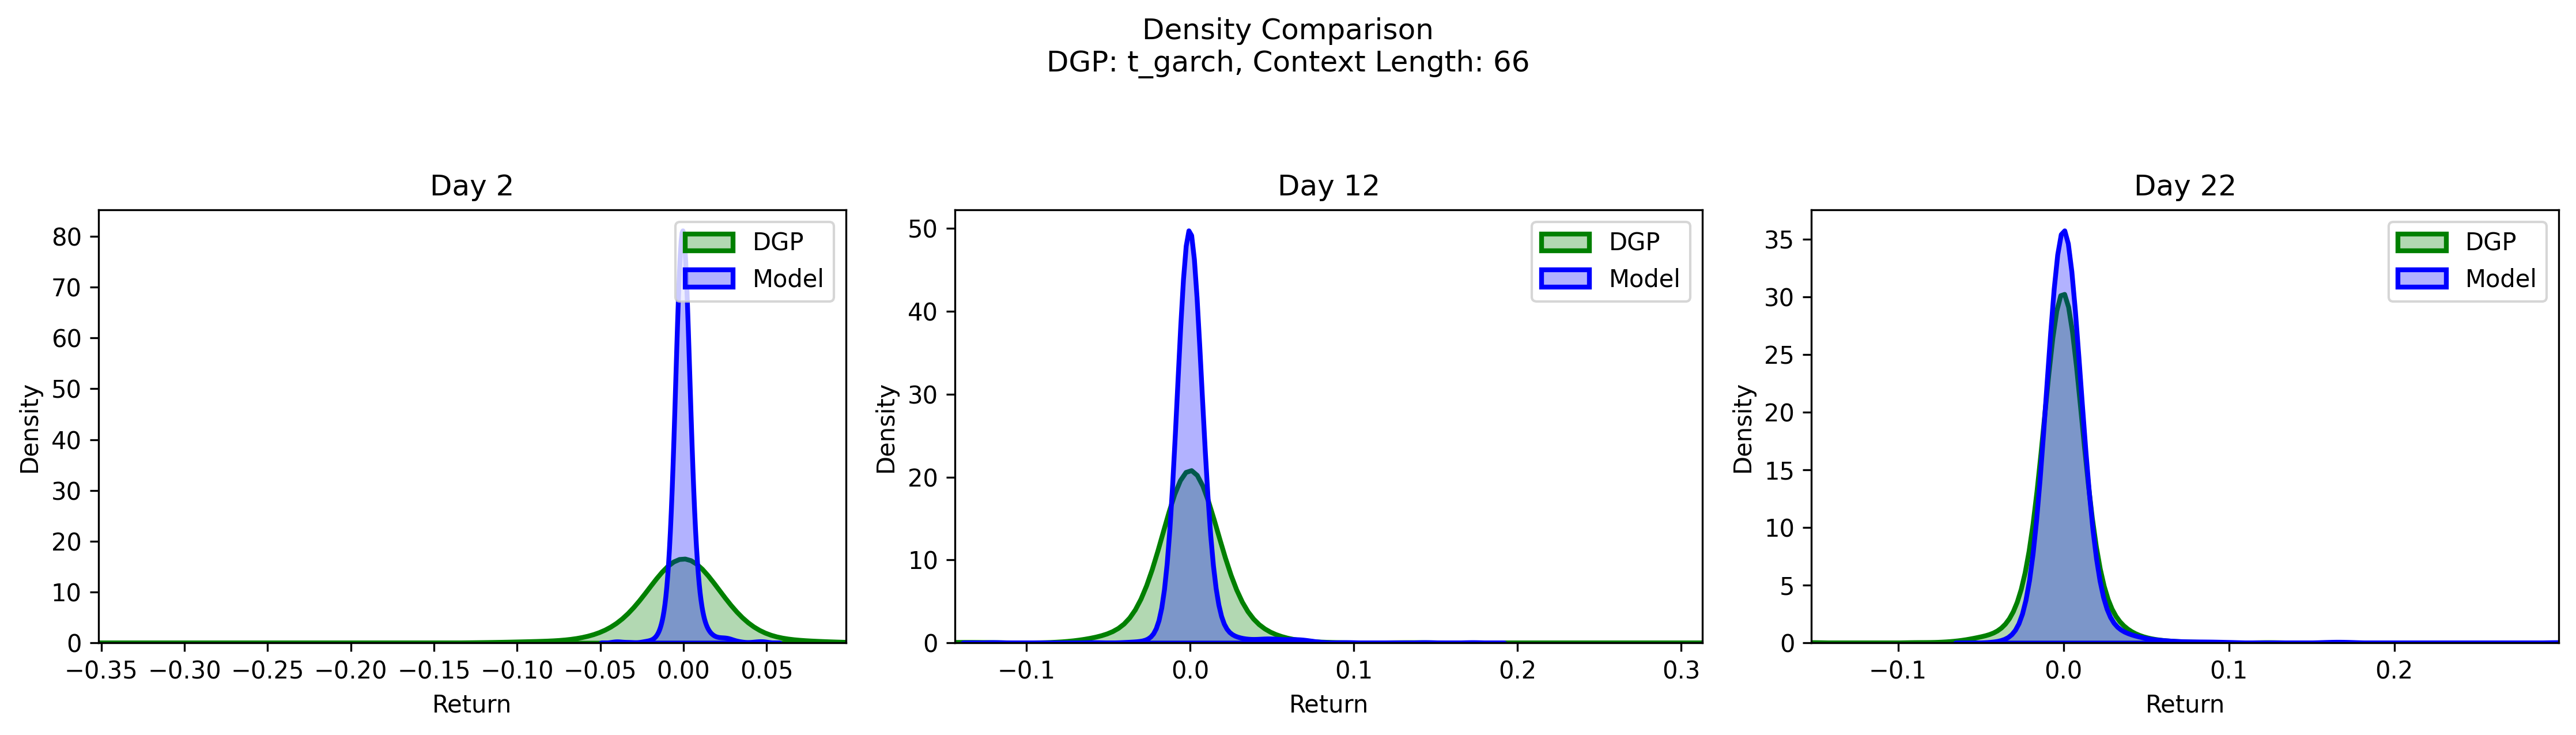 Density Comparison
DGP: t_garch, Context Length: 66
Day 2
80
70
60
50
40
30
20
10
0
Density
−0.35 −0.30 −0.25 −0.20 −0.15 −0.10 −0.05 0.00 0.05
Return
DGP
Model
Day 12
50
40
30
20
10
0
Density
−0.1 0.0 0.1 0.2 0.3
Return
DGP
Model
Day 22
35
30
25
20
15
10
5
0
Density
−0.1 0.0 0.1 0.2
Return
DGP
Model